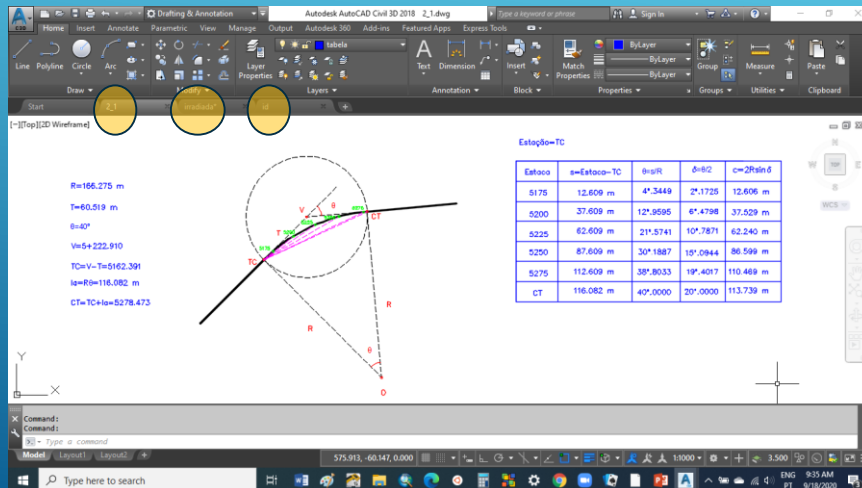 Drafting & Annotation
Autodesk AutoCAD Civil 3D 2018 2_1.dwg
Type a keyword or phrase
Sign In
C3D
Home Insert Annotate Parametric View Manage Output Autodesk 360 Add-ins Featured Apps Express Tools
Line Polyline Circle Arc
Layer Properties
tabela
Text Dimension
Insert
Match Properties
ByLayer
ByLayer
ByLayer
Group
Measure
Paste
Draw Modify Layers Annotation Block Properties Groups Utilities Clipboard
Start 2_1 irradiada* id
[-][Top][2D Wireframe]
N
W TOP E
WCS
R=166.275 m
T=60.519 m
θ=40°
V=5+222.910
TC=V-T=5162.391
la=Rθ=116.082 m
CT=TC+la=5278.473
V
θ
CT
T
TC
5175
5200
5275
R
R
θ
O
Estação=TC
Estaca s=Estaca-TC θ=s/R δ=θ/2 c=2Rsinδ
5175 12.609 m 4°.3449 2°.1725 12.606 m
5200 37.609 m 12°.9595 6°.4798 37.529 m
5225 62.609 m 21°.5741 10°.7871 62.240 m
5250 87.609 m 30°.1887 15°.0944 86.599 m
5275 112.609 m 38°.8033 19°.4017 110.469 m
CT 116.082 m 40°.0000 20°.0000 113.739 m
Y
X
Command:
Command:
Type a command
Model Layout1 Layout2 +
575.913, -60.147, 0.000
1:1000
3.500
Type here to search
ENG
PT
9:35 AM
9/18/2020